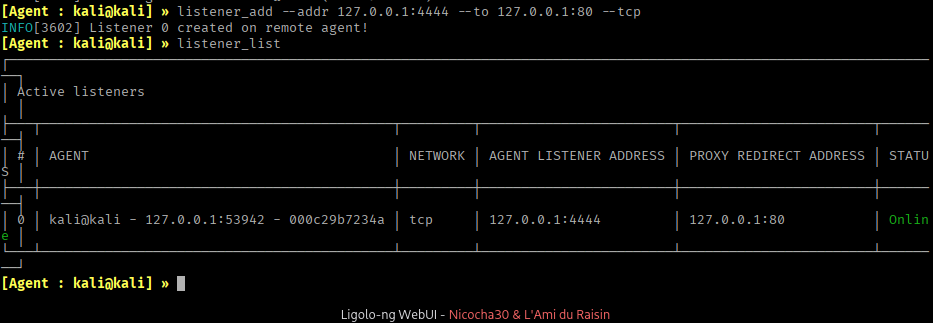 [Agent : kali@kali] » listener_add --addr 127.0.0.1:4444 --to 127.0.0.1:80 --tcp
INFO[3602] Listener 0 created on remote agent!
[Agent : kali@kali] » listener_list
Active listeners
# AGENT NETWORK AGENT LISTENER ADDRESS PROXY REDIRECT ADDRESS STATU
S
0 kali@kali - 127.0.0.1:53942 - 000c29b7234a tcp 127.0.0.1:4444 127.0.0.1:80 Onlin
e
[Agent : kali@kali] »
Ligolo-ng WebUI - Nicocha30 & L'Ami du Raisin